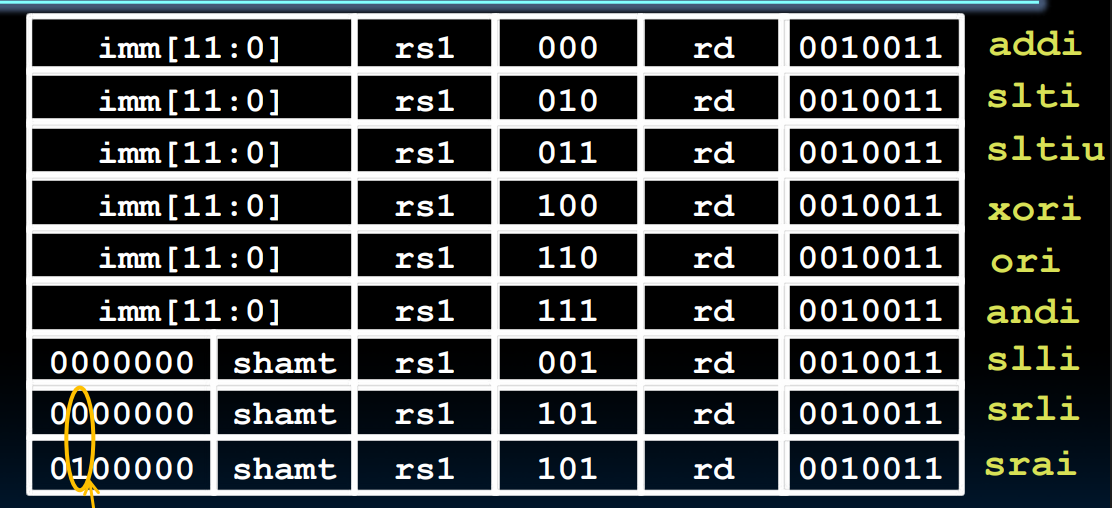 imm[11:0] rs1 000 rd 0010011 addi
imm[11:0] rs1 010 rd 0010011 slti
imm[11:0] rs1 011 rd 0010011 sltiu
imm[11:0] rs1 100 rd 0010011 xori
imm[11:0] rs1 110 rd 0010011 ori
imm[11:0] rs1 111 rd 0010011 andi
0000000 shamt rs1 001 rd 0010011 slli
0000000 shamt rs1 101 rd 0010011 srli
0100000 shamt rs1 101 rd 0010011 srai